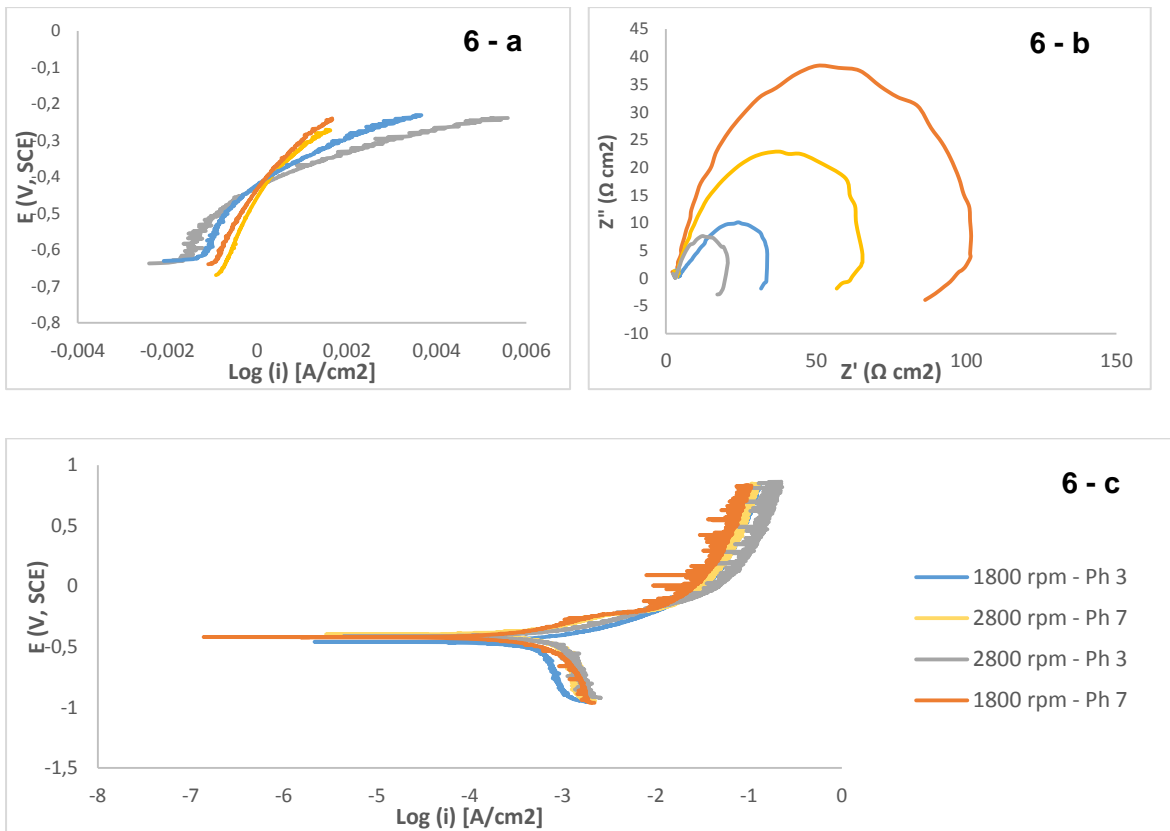 6 - a
0
-0,1
-0,2
-0,3
-0,4
-0,5
-0,6
-0,7
-0,8
E (V, SCE)
-0,004 -0,002 0 0,002 0,004 0,006
Log (i) [A/cm2]
6 - b
45
40
35
30
25
20
15
10
5
0
-5
-10
Z'' (Ω cm2)
0 50 100 150
Z' (Ω cm2)
6 - c
1
0,5
0
-0,5
-1
-1,5
E (V, SCE)
-8 -7 -6 -5 -4 -3 -2 -1 0
Log (i) [A/cm2]
1800 rpm - Ph 3
2800 rpm - Ph 7
2800 rpm - Ph 3
1800 rpm - Ph 7